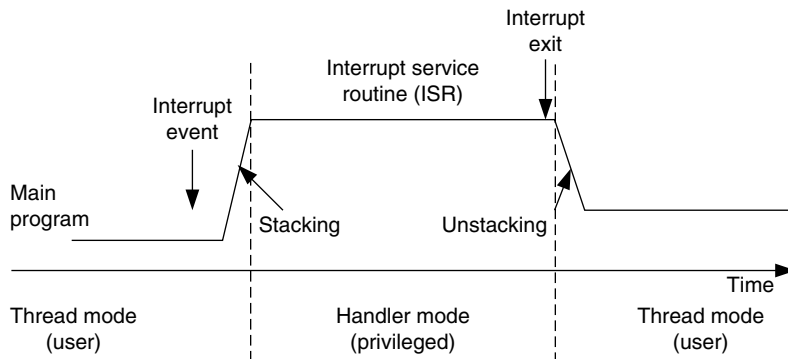 Interrupt
exit
Interrupt service
routine (ISR)
Interrupt
event
Main
program
Stacking
Unstacking
Time
Thread mode
(user)
Handler mode
(privileged)
Thread mode
(user)